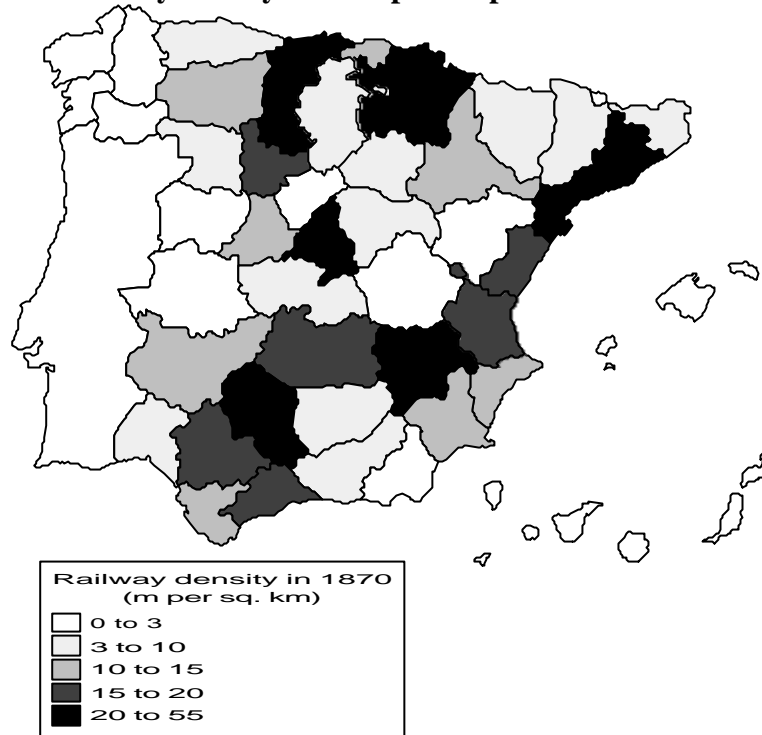 Railway density in 1870
(m per sq. km)
0 to 3
3 to 10
10 to 15
15 to 20
20 to 55